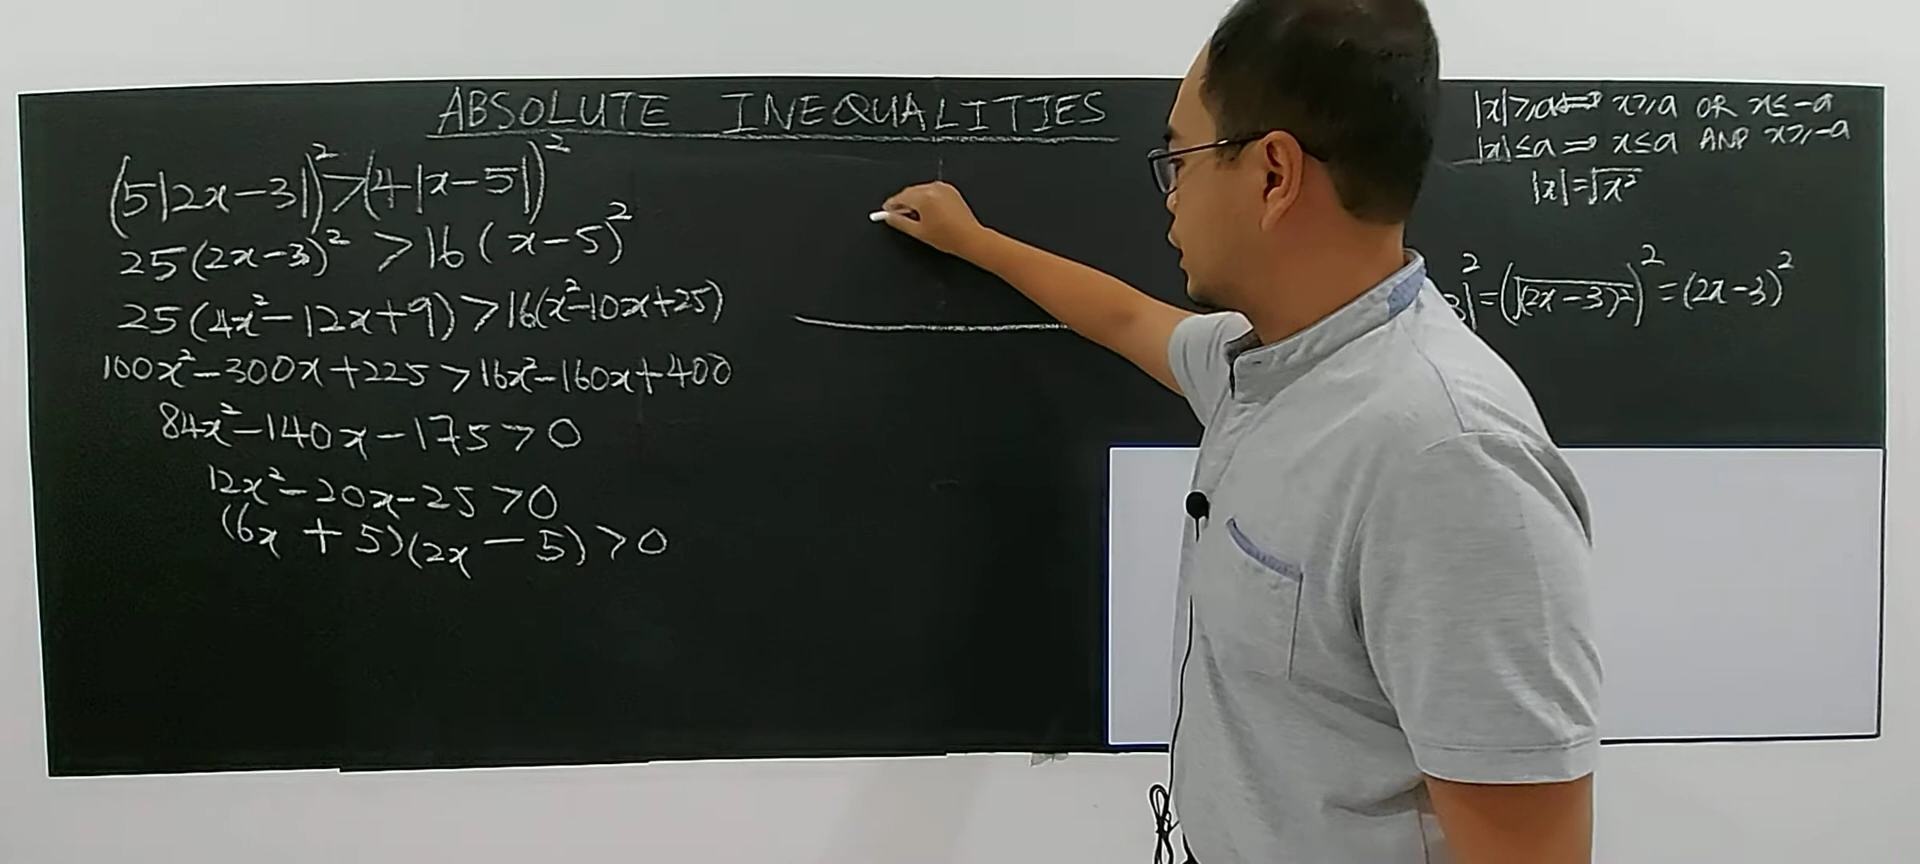 ABSOLUTE INEQUALITIES
(5|2x-3|)²>(4|x-5|)²
25(2x-3)² > 16(x-5)²
25(4x²-12x+9)>16(x²-10x+25)
100x²-300x+225>16x²-160x+400
84x²-140x-175>0
12x²-20x-25>0
(6x+5)(2x-5)>0
|x|⩾a⟺x⩾a OR x≤-a
|x|≤a⟹x≤a AND x⩾-a
|x|=√x²
3|²=(√(2x-3)²)²=(2x-3)²